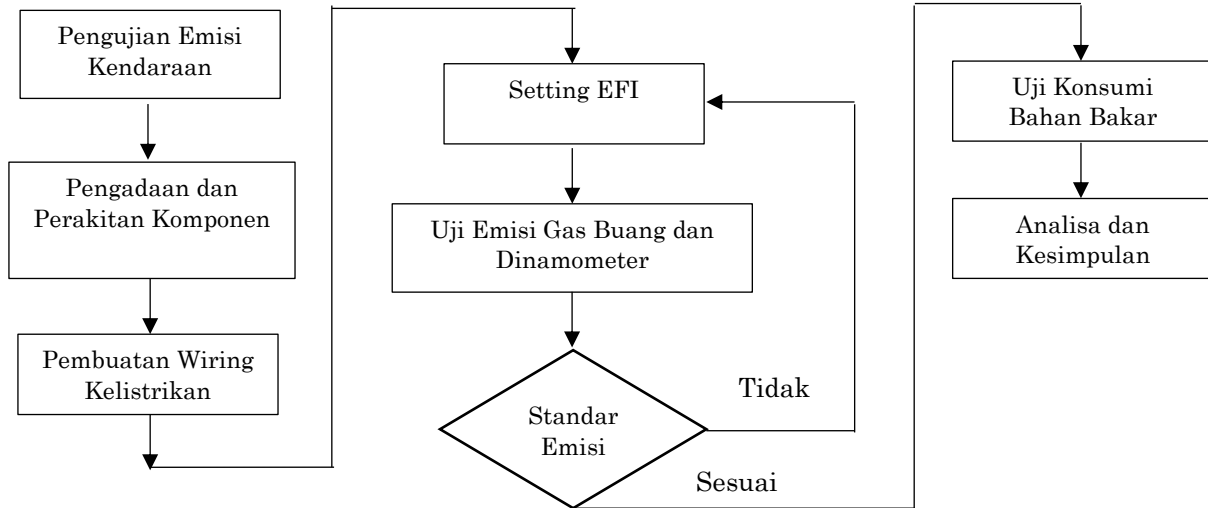 Pengujian Emisi
Kendaraan
Pengadaan dan
Perakitan Komponen
Pembuatan Wiring
Kelistrikan
Setting EFI
Uji Emisi Gas Buang dan
Dinamometer
Standar
Emisi
Tidak
Sesuai
Uji Konsumi
Bahan Bakar
Analisa dan
Kesimpulan